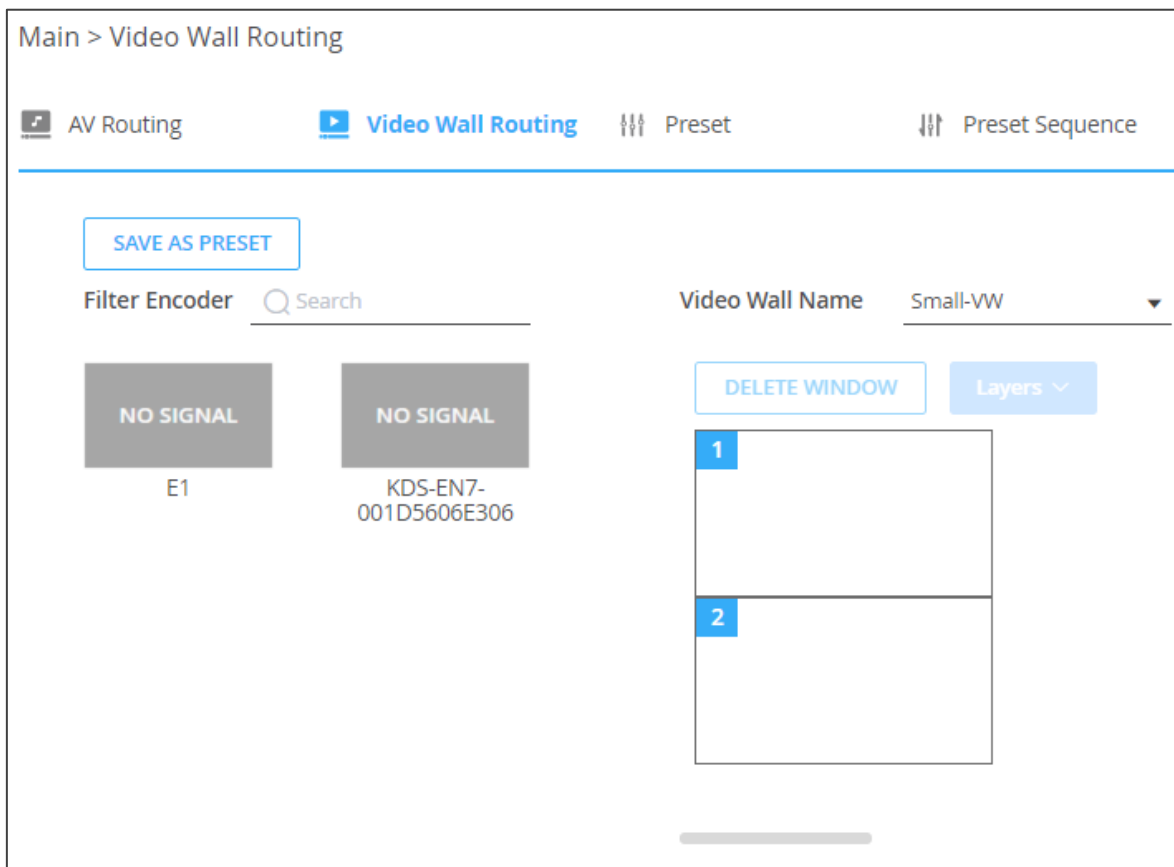 Main > Video Wall Routing
AV Routing
Video Wall Routing
Preset
Preset Sequence
SAVE AS PRESET
Filter Encoder
Search
Video Wall Name
Small-VW
NO SIGNAL
E1
NO SIGNAL
KDS-EN7-
001D5606E306
DELETE WINDOW
Layers
1
2